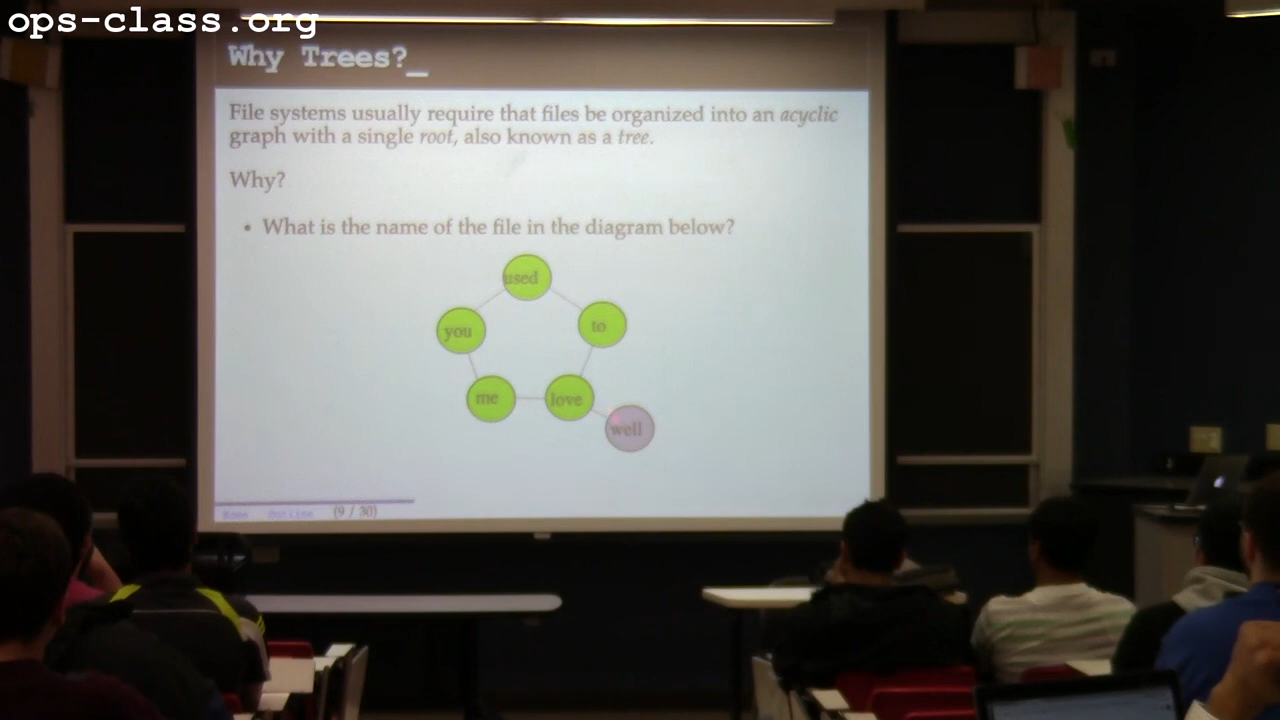 ops-class.org
Why Trees?_
File systems usually require that files be organized into an acyclic
graph with a single root, also known as a tree.
Why?
• What is the name of the file in the diagram below?
used
you
to
me
love
well
Home Outline (9 / 30)